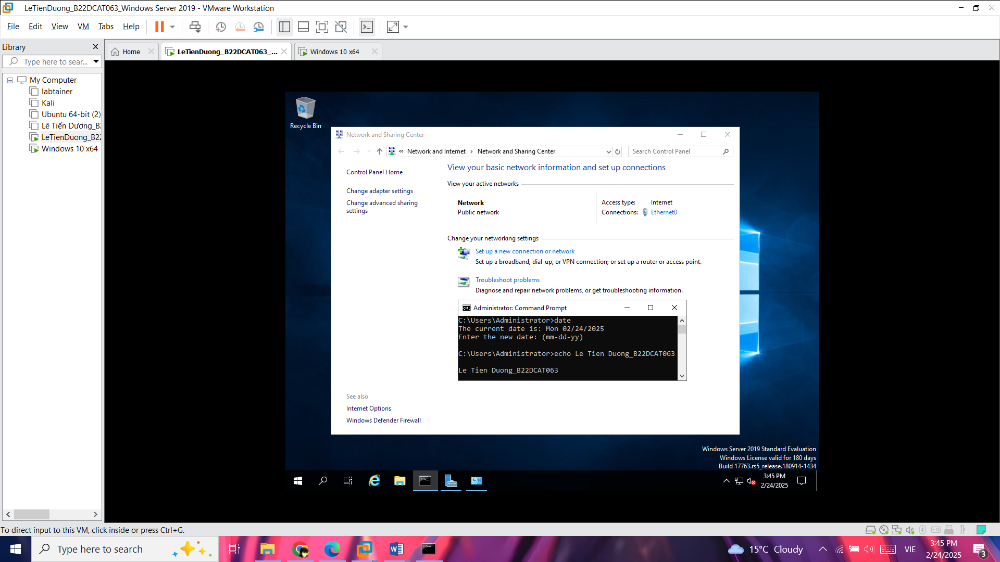 LeTienDuong_B22DCAT063_Windows Server 2019 - VMware Workstation
File Edit View VM Tabs Help
Library
Type here to sear...
My Computer
labtainer
Kali
Ubuntu 64-bit (2)
Lê Tiến Dương_B2
LeTienDuong_B22
Windows 10 x64
Home
LeTienDuong_B22DCAT063_...
Windows 10 x64
Recycle Bin
Network and Sharing Center
« Network and Internet › Network and Sharing Center
Search Control Panel
Control Panel Home
Change adapter settings
Change advanced sharing
settings
View your basic network information and set up connections
View your active networks
Network
Public network
Access type: Internet
Connections: Ethernet0
Change your networking settings
Set up a new connection or network
Set up a broadband, dial-up, or VPN connection; or set up a router or access point.
Troubleshoot problems
Diagnose and repair network problems, or get troubleshooting information.
Administrator: Command Prompt
C:\Users\Administrator>date
The current date is: Mon 02/24/2025
Enter the new date: (mm-dd-yy)
C:\Users\Administrator>echo Le Tien Duong_B22DCAT063
Le Tien Duong_B22DCAT063
See also
Internet Options
Windows Defender Firewall
Windows Server 2019 Standard Evaluation
Windows License valid for 180 days
Build 17763.rs5_release.180914-1434
3:45 PM
2/24/2025
To direct input to this VM, click inside or press Ctrl+G.
Type here to search
15°C Cloudy
VIE
3:45 PM
2/24/2025
3